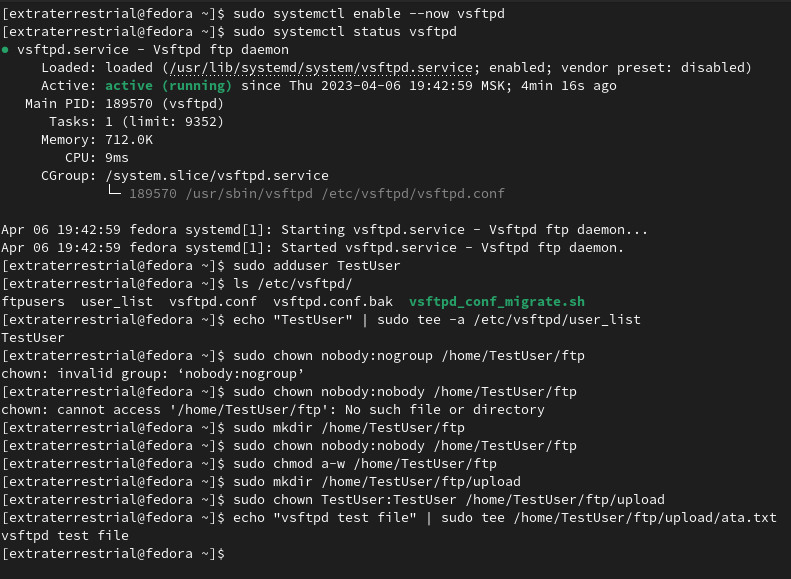 [extraterrestrial@fedora ~]$ sudo systemctl enable --now vsftpd
[extraterrestrial@fedora ~]$ sudo systemctl status vsftpd
● vsftpd.service - Vsftpd ftp daemon
     Loaded: loaded (/usr/lib/systemd/system/vsftpd.service; enabled; vendor preset: disabled)
     Active: active (running) since Thu 2023-04-06 19:42:59 MSK; 4min 16s ago
   Main PID: 189570 (vsftpd)
      Tasks: 1 (limit: 9352)
     Memory: 712.0K
        CPU: 9ms
     CGroup: /system.slice/vsftpd.service
             └─ 189570 /usr/sbin/vsftpd /etc/vsftpd/vsftpd.conf
Apr 06 19:42:59 fedora systemd[1]: Starting vsftpd.service - Vsftpd ftp daemon...
Apr 06 19:42:59 fedora systemd[1]: Started vsftpd.service - Vsftpd ftp daemon.
[extraterrestrial@fedora ~]$ sudo adduser TestUser
[extraterrestrial@fedora ~]$ ls /etc/vsftpd/
ftpusers  user_list  vsftpd.conf  vsftpd.conf.bak  vsftpd_conf_migrate.sh
[extraterrestrial@fedora ~]$ echo "TestUser" | sudo tee -a /etc/vsftpd/user_list
TestUser
[extraterrestrial@fedora ~]$ sudo chown nobody:nogroup /home/TestUser/ftp
chown: invalid group: ‘nobody:nogroup’
[extraterrestrial@fedora ~]$ sudo chown nobody:nobody /home/TestUser/ftp
chown: cannot access '/home/TestUser/ftp': No such file or directory
[extraterrestrial@fedora ~]$ sudo mkdir /home/TestUser/ftp
[extraterrestrial@fedora ~]$ sudo chown nobody:nobody /home/TestUser/ftp
[extraterrestrial@fedora ~]$ sudo chmod a-w /home/TestUser/ftp
[extraterrestrial@fedora ~]$ sudo mkdir /home/TestUser/ftp/upload
[extraterrestrial@fedora ~]$ sudo chown TestUser:TestUser /home/TestUser/ftp/upload
[extraterrestrial@fedora ~]$ echo "vsftpd test file" | sudo tee /home/TestUser/ftp/upload/ata.txt
vsftpd test file
[extraterrestrial@fedora ~]$